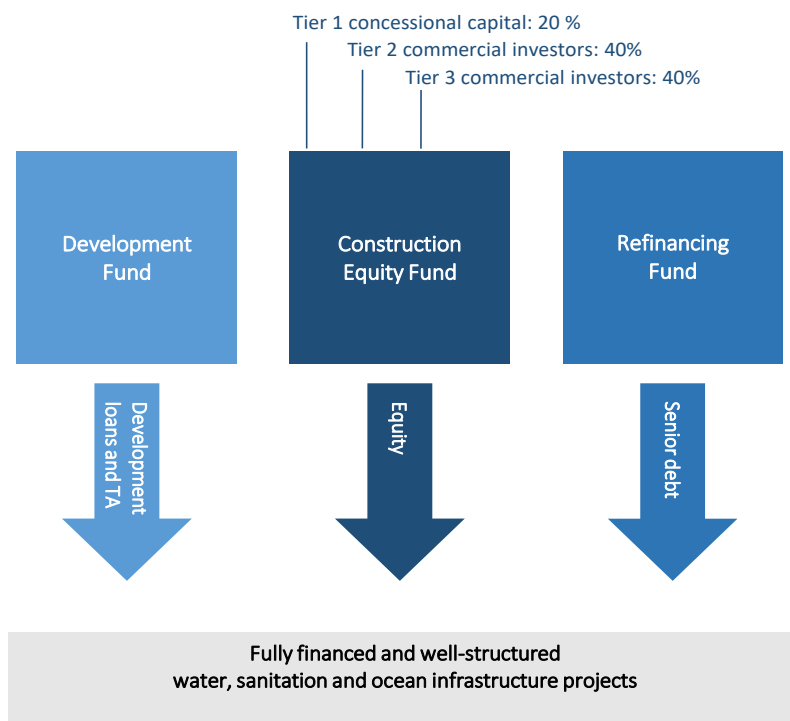 Tier 1 concessional capital: 20 %
Tier 2 commercial investors: 40%
Tier 3 commercial investors: 40%
Development
Fund
Construction
Equity Fund
Refinancing
Fund
Development
loans and TA
Equity
Senior debt
Fully financed and well-structured
water, sanitation and ocean infrastructure projects